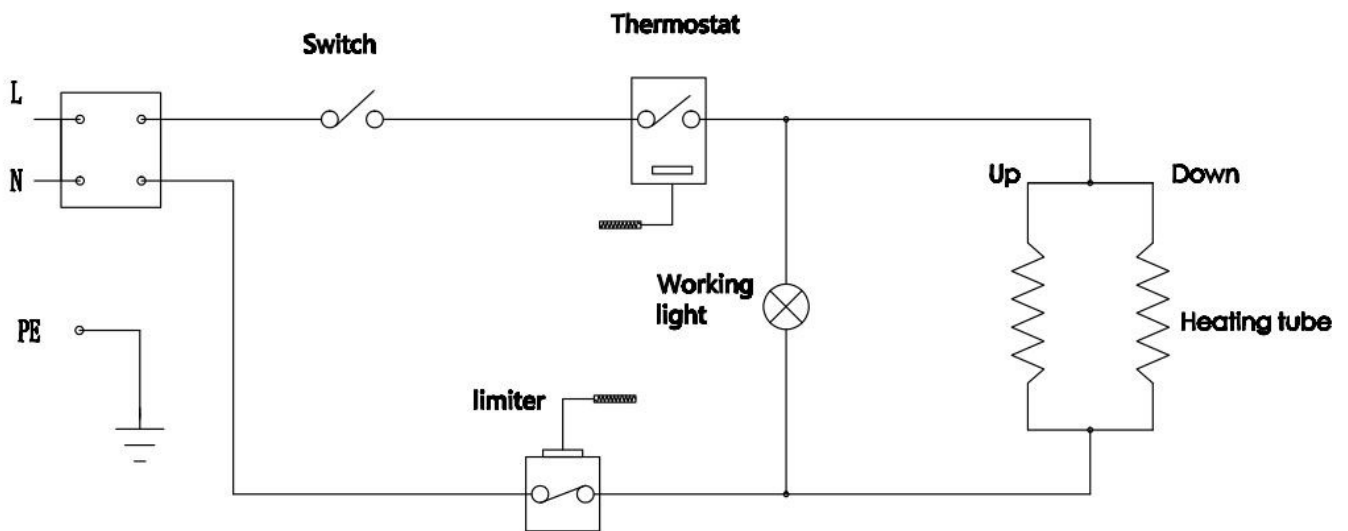 Thermostat
Switch
L
N
Up
Down
Working
light
Heating tube
PE
limiter